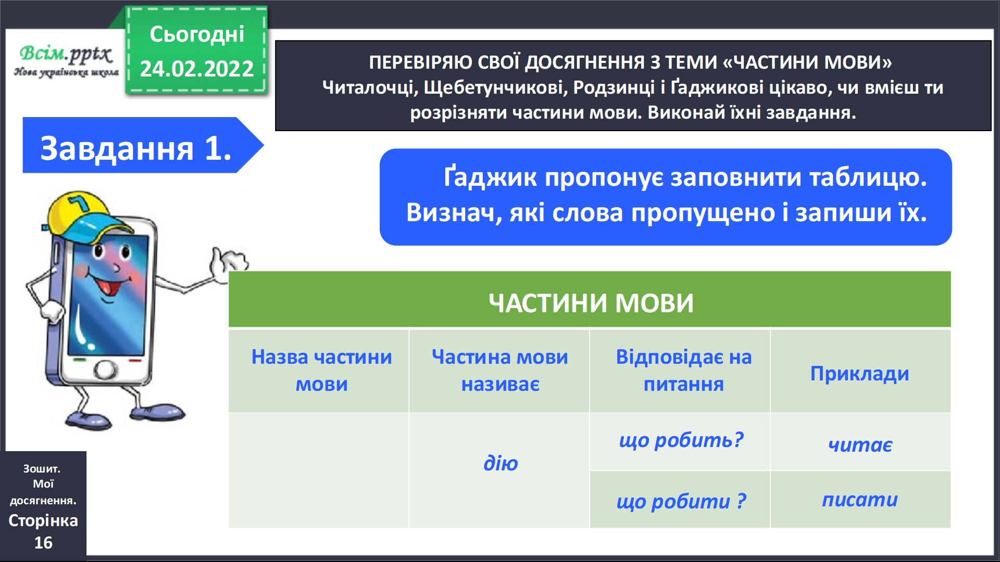 Сьогодні
24.02.2022
Всім.pptx
Нова українська школа
ПЕРЕВІРЯЮ СВОЇ ДОСЯГНЕННЯ З ТЕМИ «ЧАСТИНИ МОВИ»
Читалочці, Щебетунчикові, Родзинці і Ґаджикові цікаво, чи вмієш ти
розрізняти частини мови. Виконай їхні завдання.
Завдання 1.
Ґаджик пропонує заповнити таблицю.
Визнач, які слова пропущено і запиши їх.
ЧАСТИНИ МОВИ
Назва частини
мови
Частина мови
називає
Відповідає на
питання
Приклади
дію
що робить?
читає
що робити ?
писати
Зошит.
Мої
досягнення.
Сторінка
16